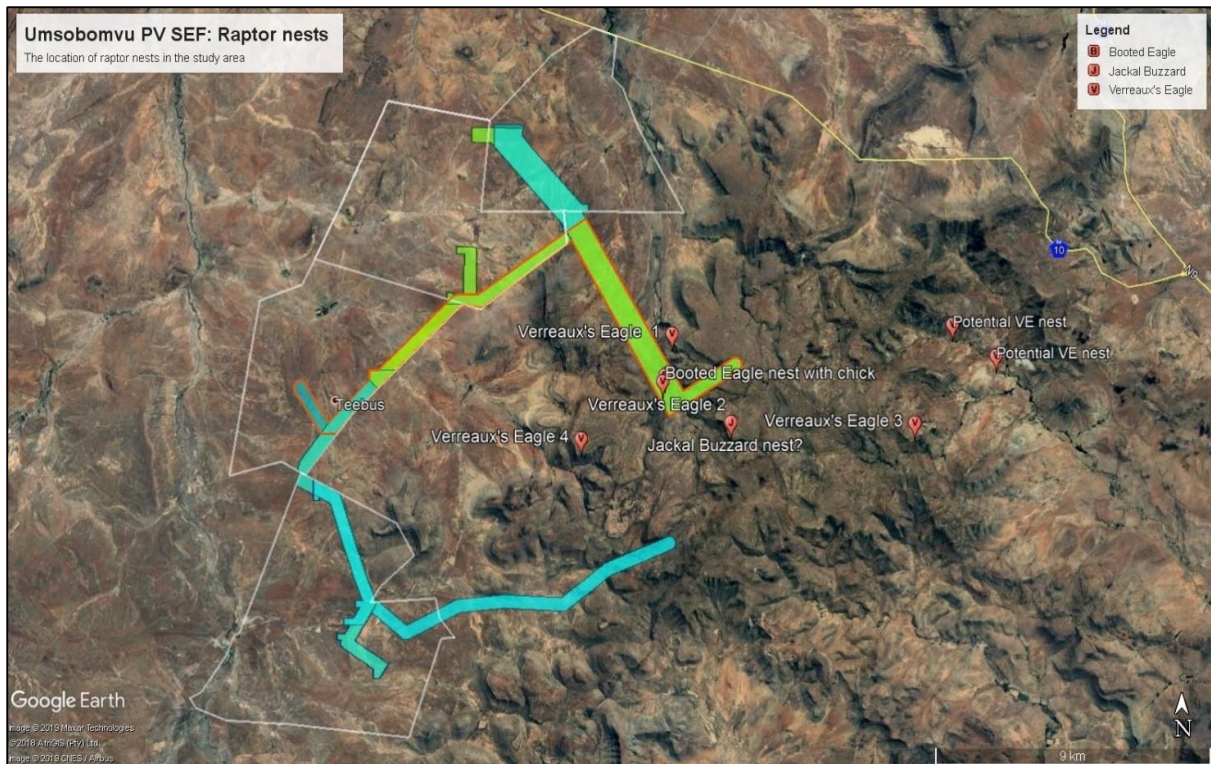 Umsobomvu PV SEF: Raptor nests
The location of raptor nests in the study area
Legend
B Booted Eagle
J Jackal Buzzard
V Verreaux's Eagle
N
10
Verreaux's Eagle 1
V
Potential VE nest
Potential VE nest
Booted Eagle nest with chick
V
Teebus
Verreaux's Eagle 2
Verreaux's Eagle 3
V
J
Verreaux's Eagle 4
V
Jackal Buzzard nest?
Google Earth
Image © 2019 Maxar Technologies
© 2018 AfriGIS (Pty) Ltd.
Image © 2019 CNES / Airbus
N
9 km